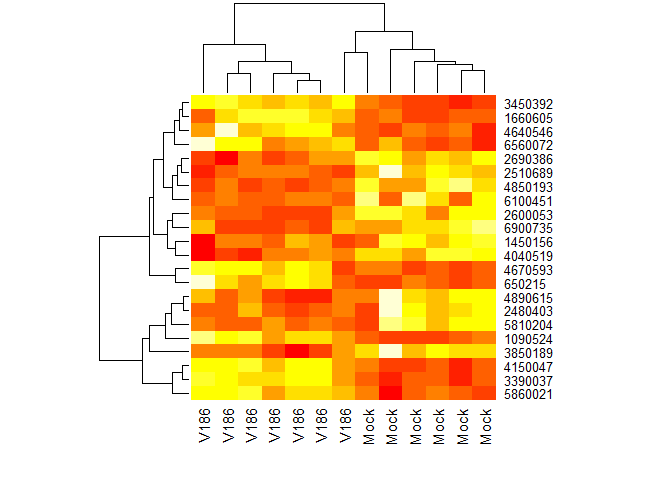 3450392
1660605
4640546
6560072
2690386
2510689
4850193
6100451
2600053
6900735
1450156
4040519
4670593
650215
4890615
2480403
5810204
1090524
3850189
4150047
3390037
5860021
V186
V186
V186
V186
V186
V186
V186
Mock
Mock
Mock
Mock
Mock
Mock